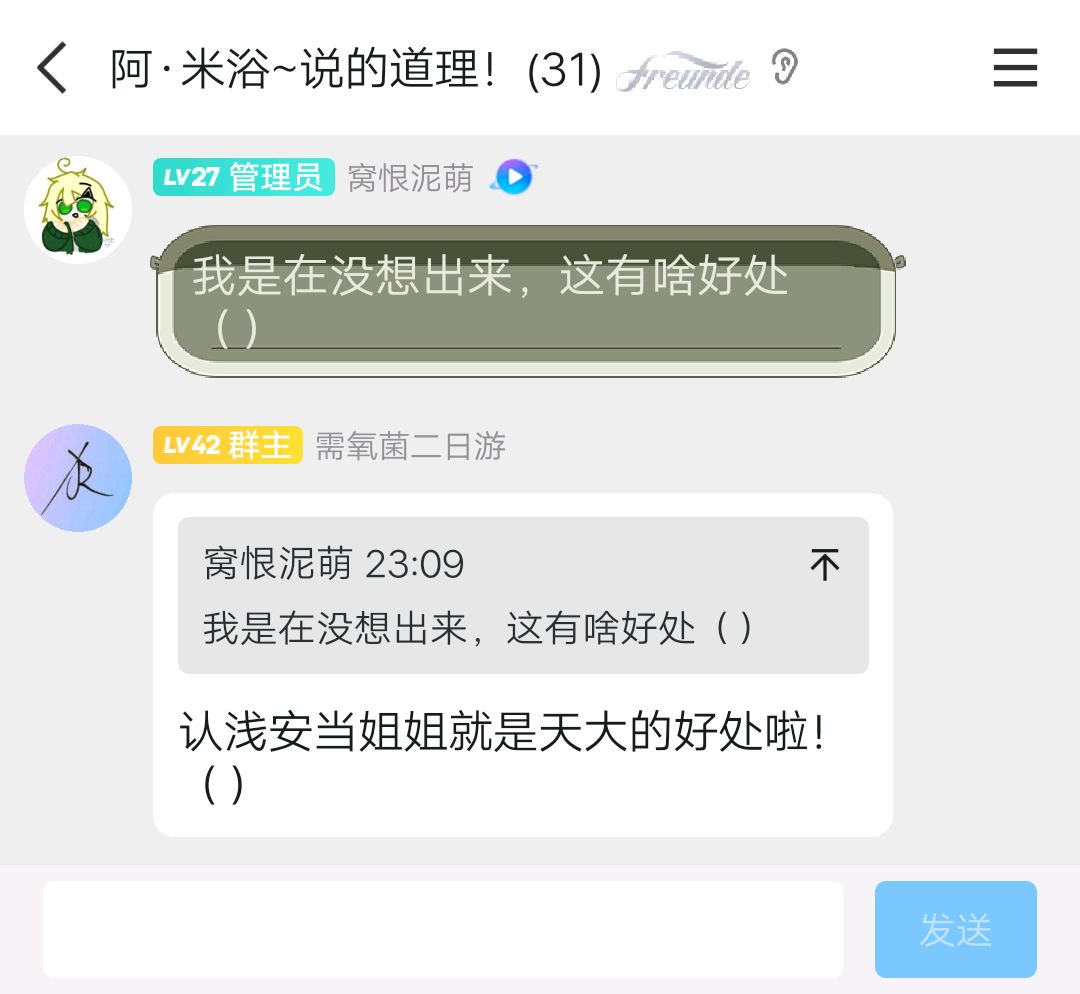 阿·米浴~说的道理！(31) Freunde
LV27 管理员 窝恨泥萌
我是在没想出来，这有啥好处
（）
LV42 群主 需氧菌二日游
窝恨泥萌 23:09
我是在没想出来，这有啥好处（）
认浅安当姐姐就是天大的好处啦！
（）
发送